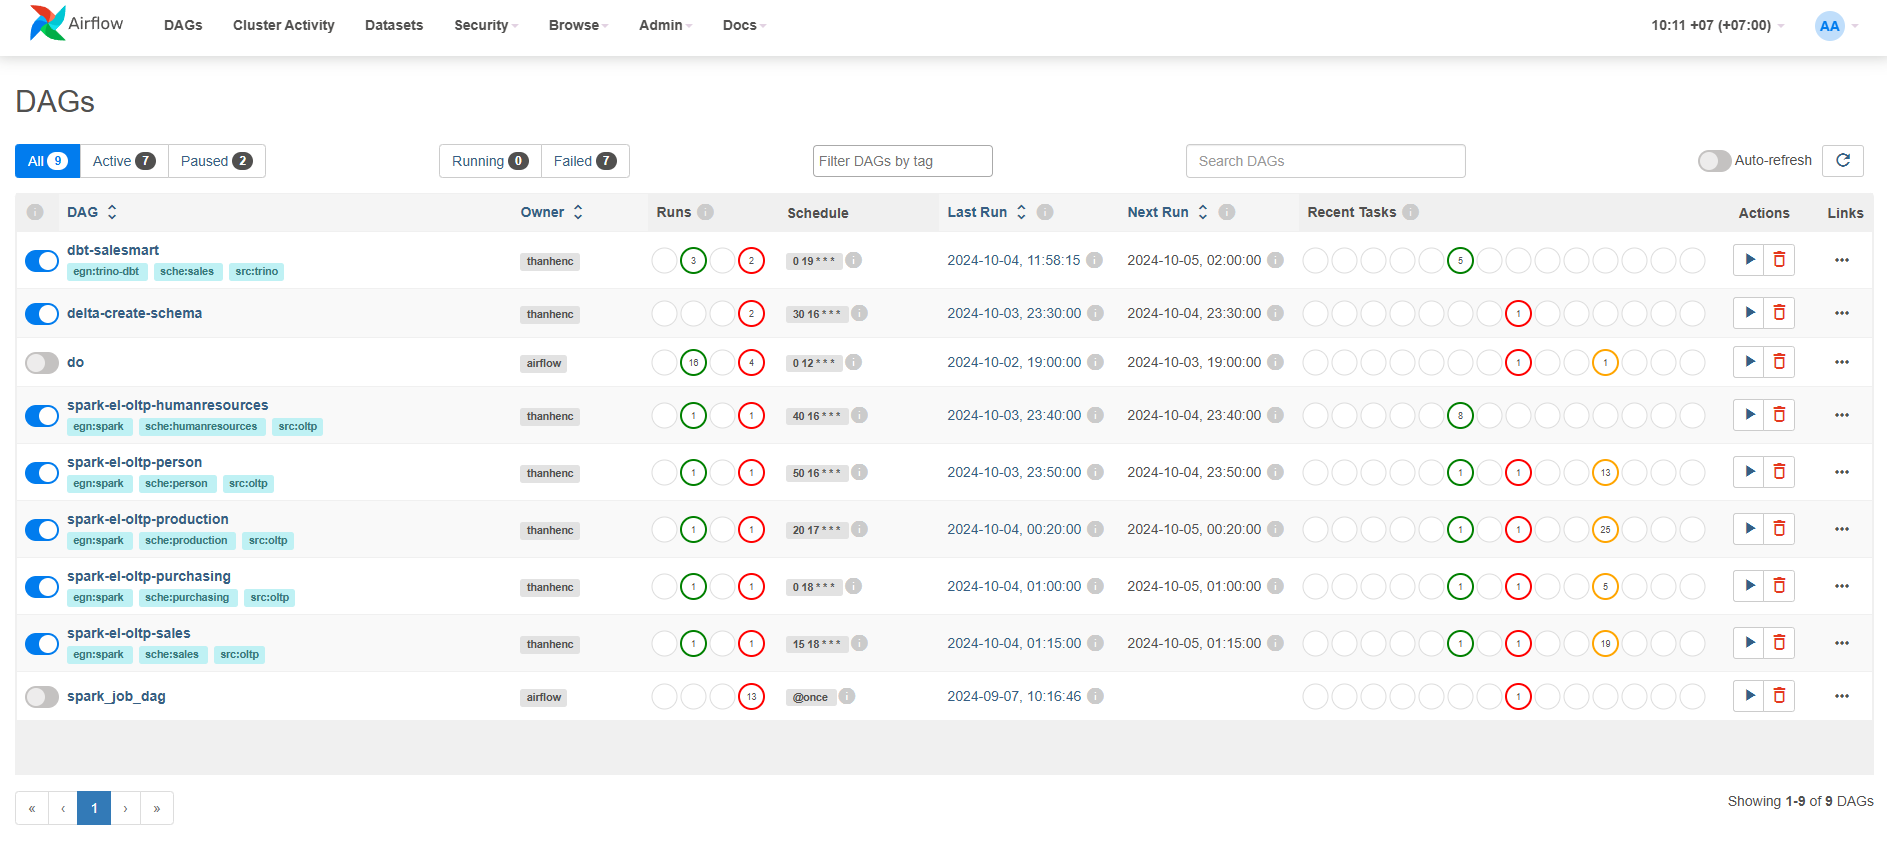 Airflow DAGs Cluster Activity Datasets Security Browse Admin Docs 10:11 +07 (+07:00) AA
DAGs
All 9 Active 7 Paused 2 Running 0 Failed 7 Filter DAGs by tag Search DAGs Auto-refresh
DAG Owner Runs Schedule Last Run Next Run Recent Tasks Actions Links
dbt-salesmart
egn:trino-dbt sche:sales src:trino
thanhenc 3 2 0 19 * * * 2024-10-04, 11:58:15 2024-10-05, 02:00:00 5
delta-create-schema thanhenc 2 30 16 * * * 2024-10-03, 23:30:00 2024-10-04, 23:30:00 1
do airflow 16 4 0 12 * * * 2024-10-02, 19:00:00 2024-10-03, 19:00:00 1 1
spark-el-oltp-humanresources
egn:spark sche:humanresources src:oltp
thanhenc 1 1 40 16 * * * 2024-10-03, 23:40:00 2024-10-04, 23:40:00 8
spark-el-oltp-person
egn:spark sche:person src:oltp
thanhenc 1 1 50 16 * * * 2024-10-03, 23:50:00 2024-10-04, 23:50:00 1 1 13
spark-el-oltp-production
egn:spark sche:production src:oltp
thanhenc 1 1 20 17 * * * 2024-10-04, 00:20:00 2024-10-05, 00:20:00 1 1 25
spark-el-oltp-purchasing
egn:spark sche:purchasing src:oltp
thanhenc 1 1 0 18 * * * 2024-10-04, 01:00:00 2024-10-05, 01:00:00 1 1 5
spark-el-oltp-sales
egn:spark sche:sales src:oltp
thanhenc 1 1 15 18 * * * 2024-10-04, 01:15:00 2024-10-05, 01:15:00 1 1 19
spark_job_dag airflow 13 @once 2024-09-07, 10:16:46 1
« ‹ 1 › »
Showing 1-9 of 9 DAGs